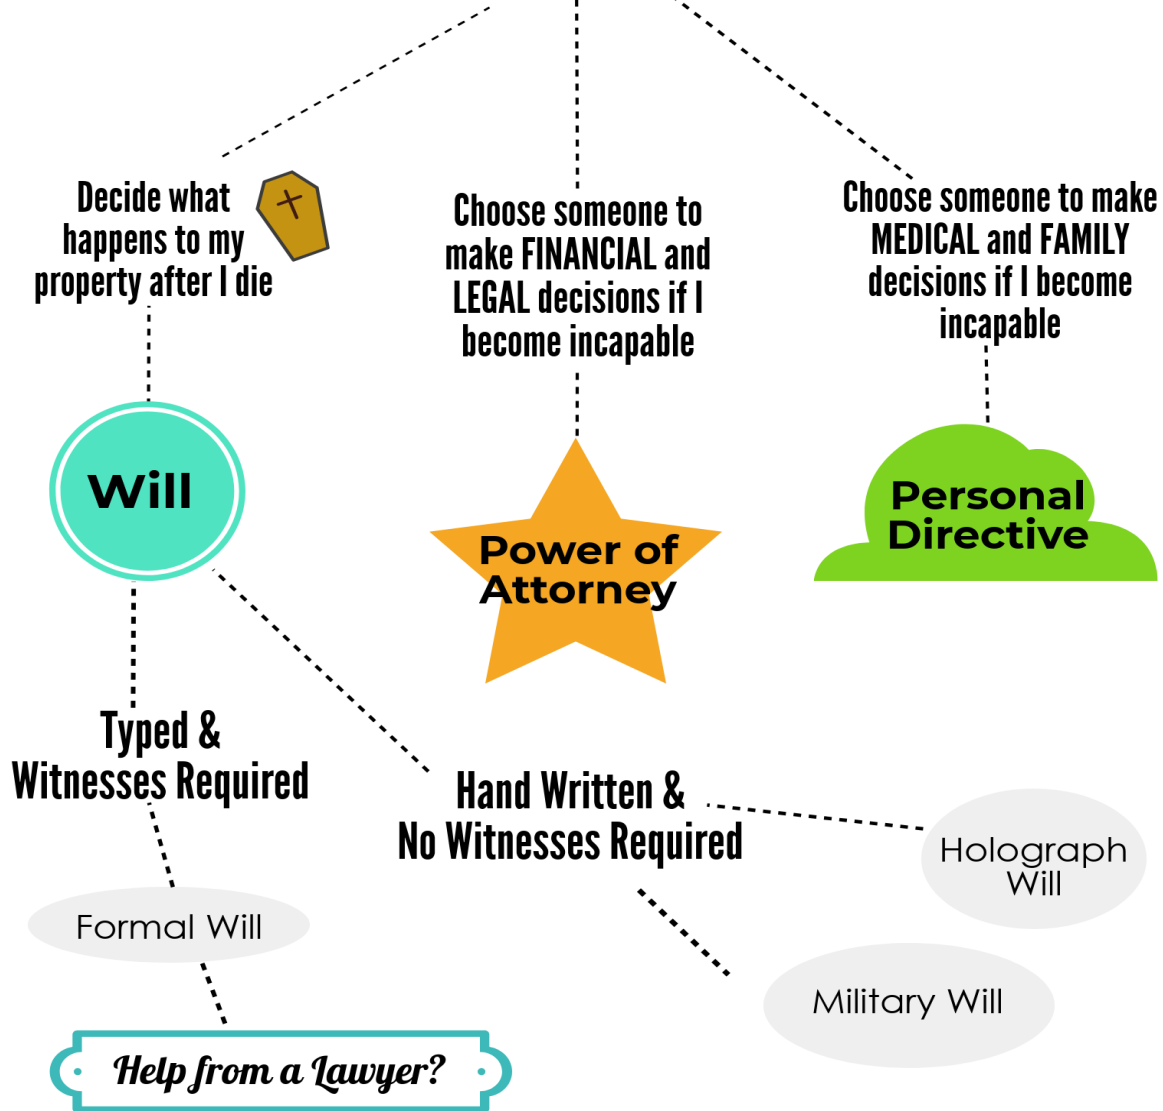 Decide what
happens to my
property after I die
Choose someone to
make FINANCIAL and
LEGAL decisions if I
become incapable
Choose someone to make
MEDICAL and FAMILY
decisions if I become
incapable
Will
Power of
Attorney
Personal
Directive
Typed &
Witnesses Required
Hand Written &
No Witnesses Required
Holograph
Will
Formal Will
Military Will
Help from a Lawyer?